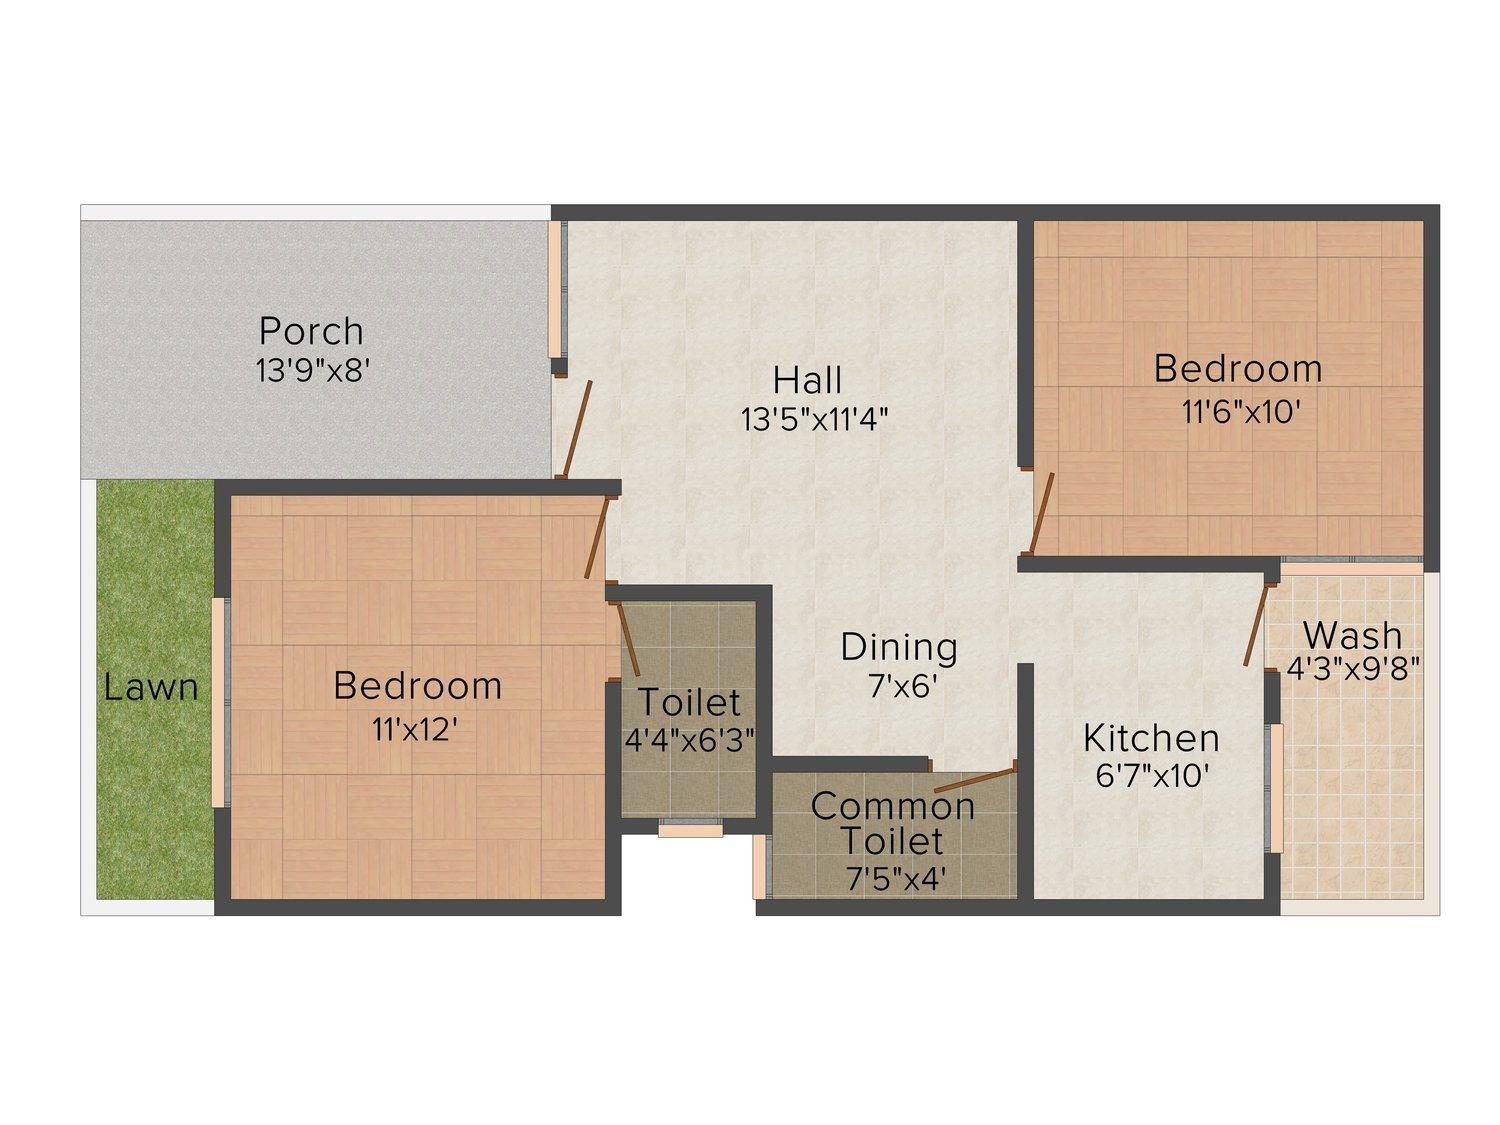 Porch
13'9"x8'
Hall
13'5"x11'4"
Bedroom
11'6"x10'
Lawn
Bedroom
11'x12'
Toilet
4'4"x6'3"
Dining
7'x6'
Common
Toilet
7'5"x4'
Kitchen
6'7"x10'
Wash
4'3"x9'8"